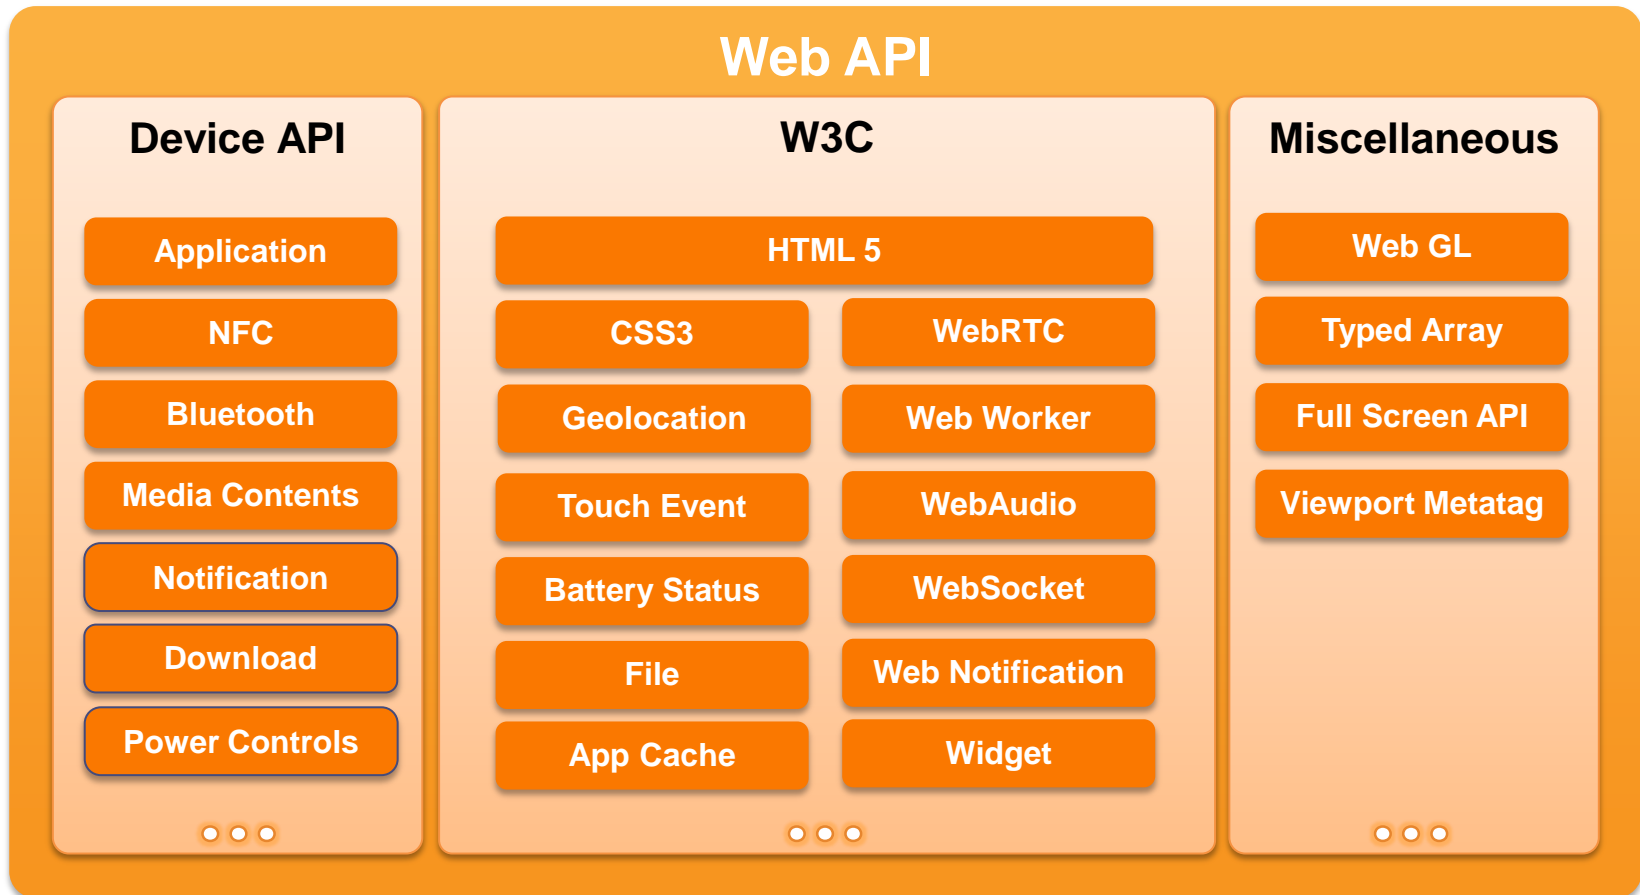 Web API
Device API
Application
NFC
Bluetooth
Media Contents
Notification
Download
Power Controls
W3C
HTML 5
CSS3
WebRTC
Geolocation
Web Worker
Touch Event
WebAudio
Battery Status
WebSocket
File
Web Notification
App Cache
Widget
Miscellaneous
Web GL
Typed Array
Full Screen API
Viewport Metatag